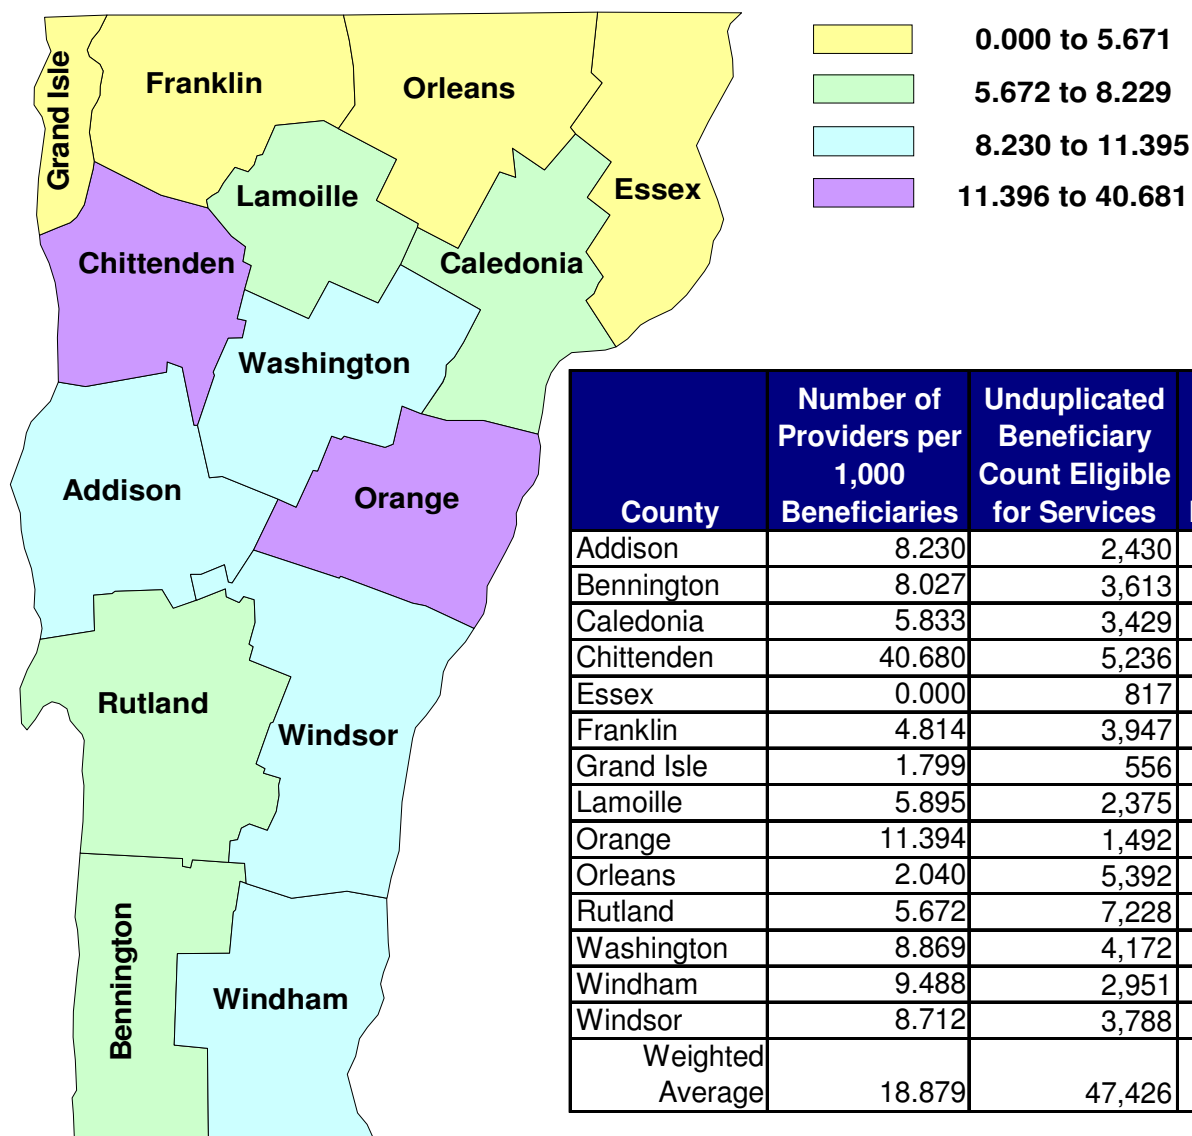 0.000 to 5.671
5.672 to 8.229
8.230 to 11.395
11.396 to 40.681
Grand Isle
Franklin
Orleans
Essex
Lamoille
Chittenden
Caledonia
Washington
Addison
Orange
Rutland
Windsor
Bennington
Windham
County
Number of
Providers per
1,000
Beneficiaries
Unduplicated
Beneficiary
Count Eligible
for Services
Addison 8.230 2,430
Bennington 8.027 3,613
Caledonia 5.833 3,429
Chittenden 40.680 5,236
Essex 0.000 817
Franklin 4.814 3,947
Grand Isle 1.799 556
Lamoille 5.895 2,375
Orange 11.394 1,492
Orleans 2.040 5,392
Rutland 5.672 7,228
Washington 8.869 4,172
Windham 9.488 2,951
Windsor 8.712 3,788
Weighted
Average 18.879 47,426